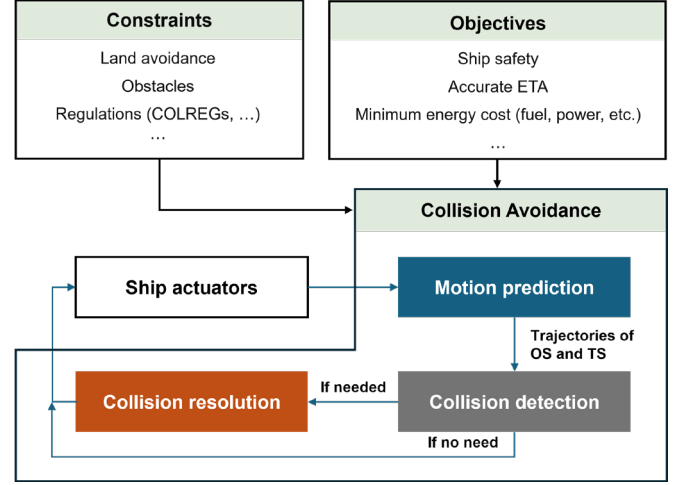 Constraints
Land avoidance
Obstacles
Regulations (COLREGs, …)
…
Objectives
Ship safety
Accurate ETA
Minimum energy cost (fuel, power, etc.)
…
Collision Avoidance
Ship actuators
Motion prediction
Trajectories of
OS and TS
Collision resolution
If needed
Collision detection
If no need